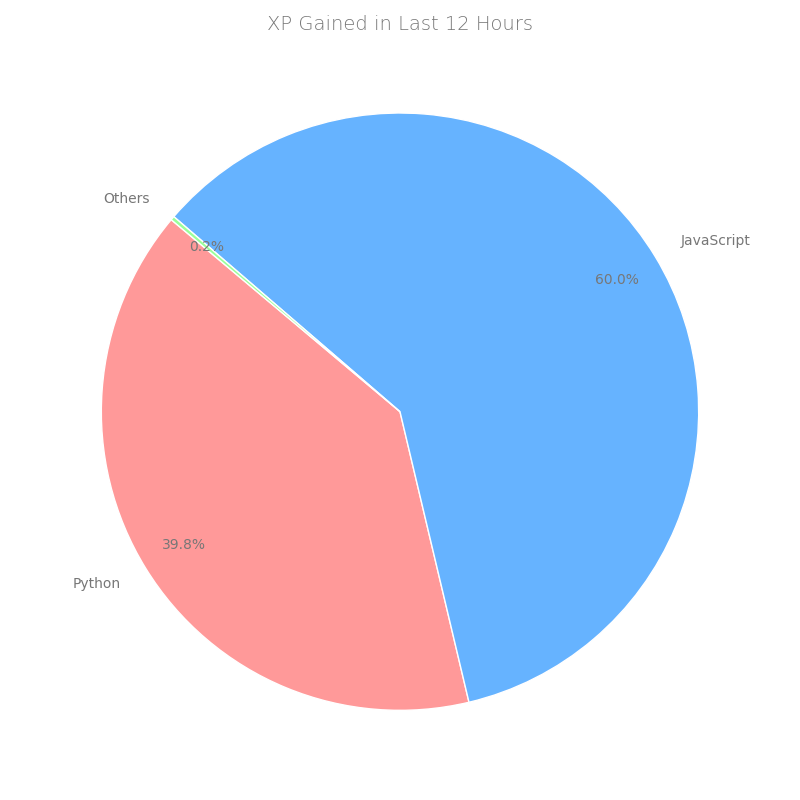 XP Gained in Last 12 Hours
Others
0.2%
JavaScript
60.0%
39.8%
Python